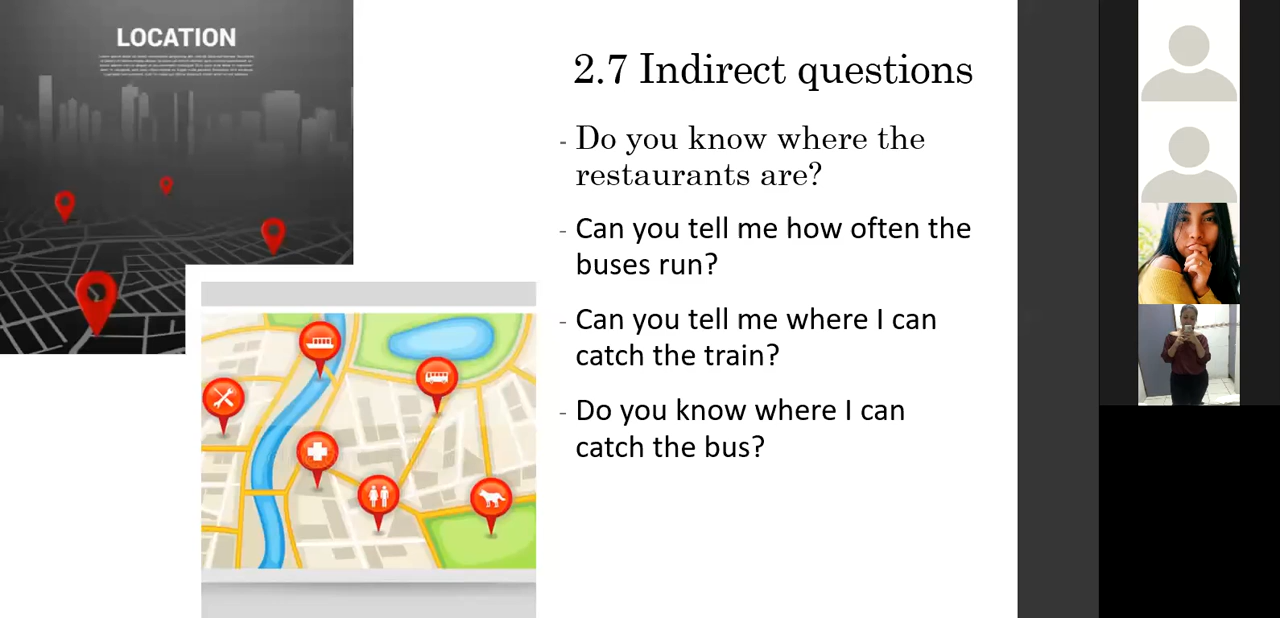 LOCATION
2.7 Indirect questions
- Do you know where the
restaurants are?
- Can you tell me how often the
buses run?
- Can you tell me where I can
catch the train?
- Do you know where I can
catch the bus?